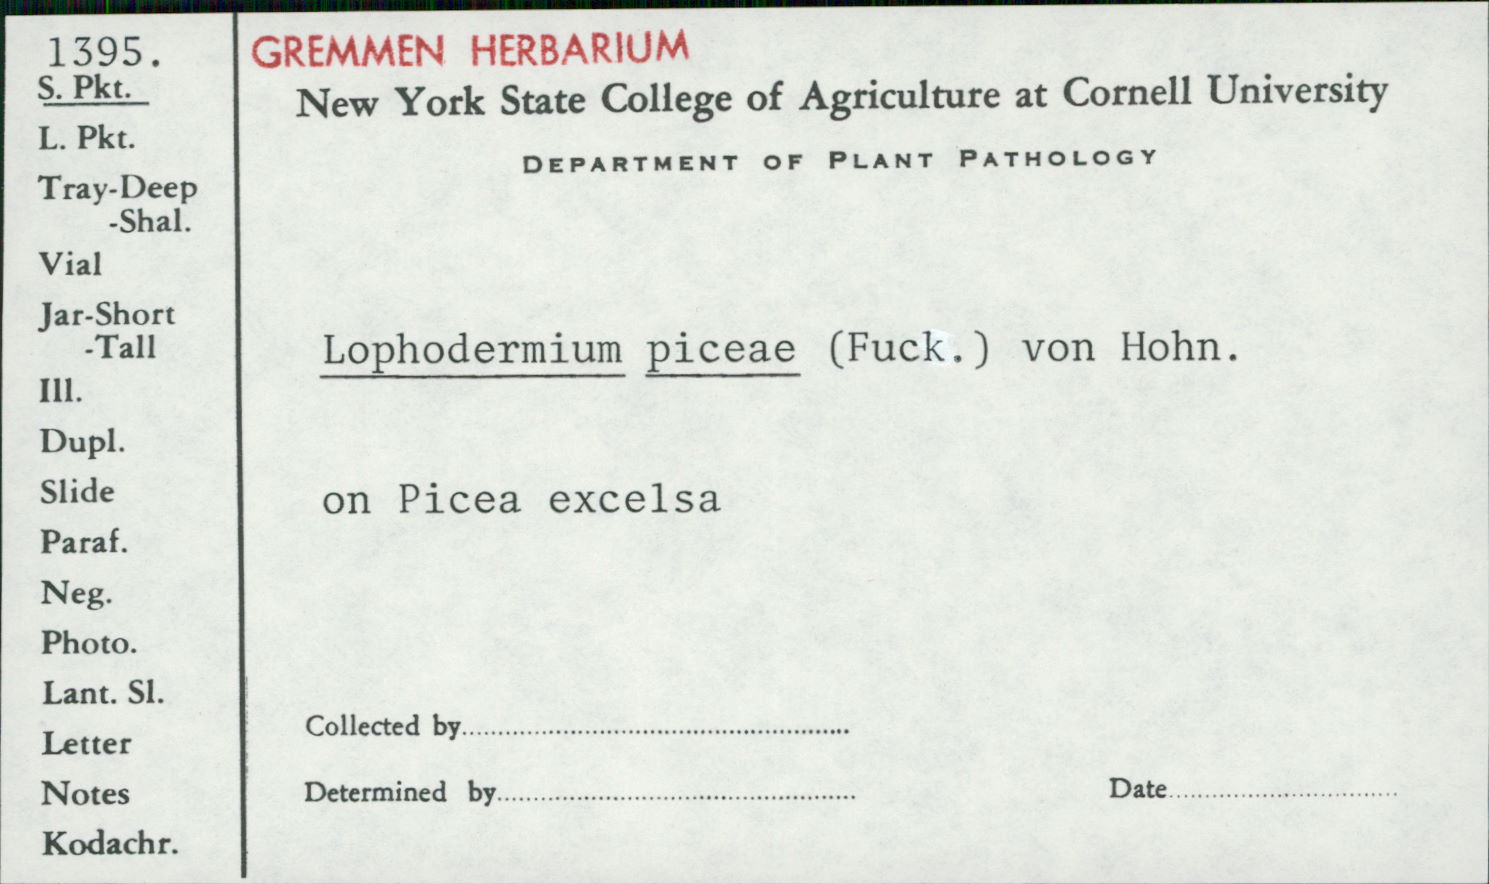 1395.
S. Pkt.
L. Pkt.
Tray-Deep
-Shal.
Vial
Jar-Short
-Tall
Ill.
Dupl.
Slide
Paraf.
Neg.
Photo.
Lant. Sl.
Letter
Notes
Kodachr.
GREMMEN HERBARIUM
New York State College of Agriculture at Cornell University
DEPARTMENT OF PLANT PATHOLOGY
Lophodermium piceae (Fuck.) von Hohn.
on Picea excelsa
Collected by
Determined by
Date